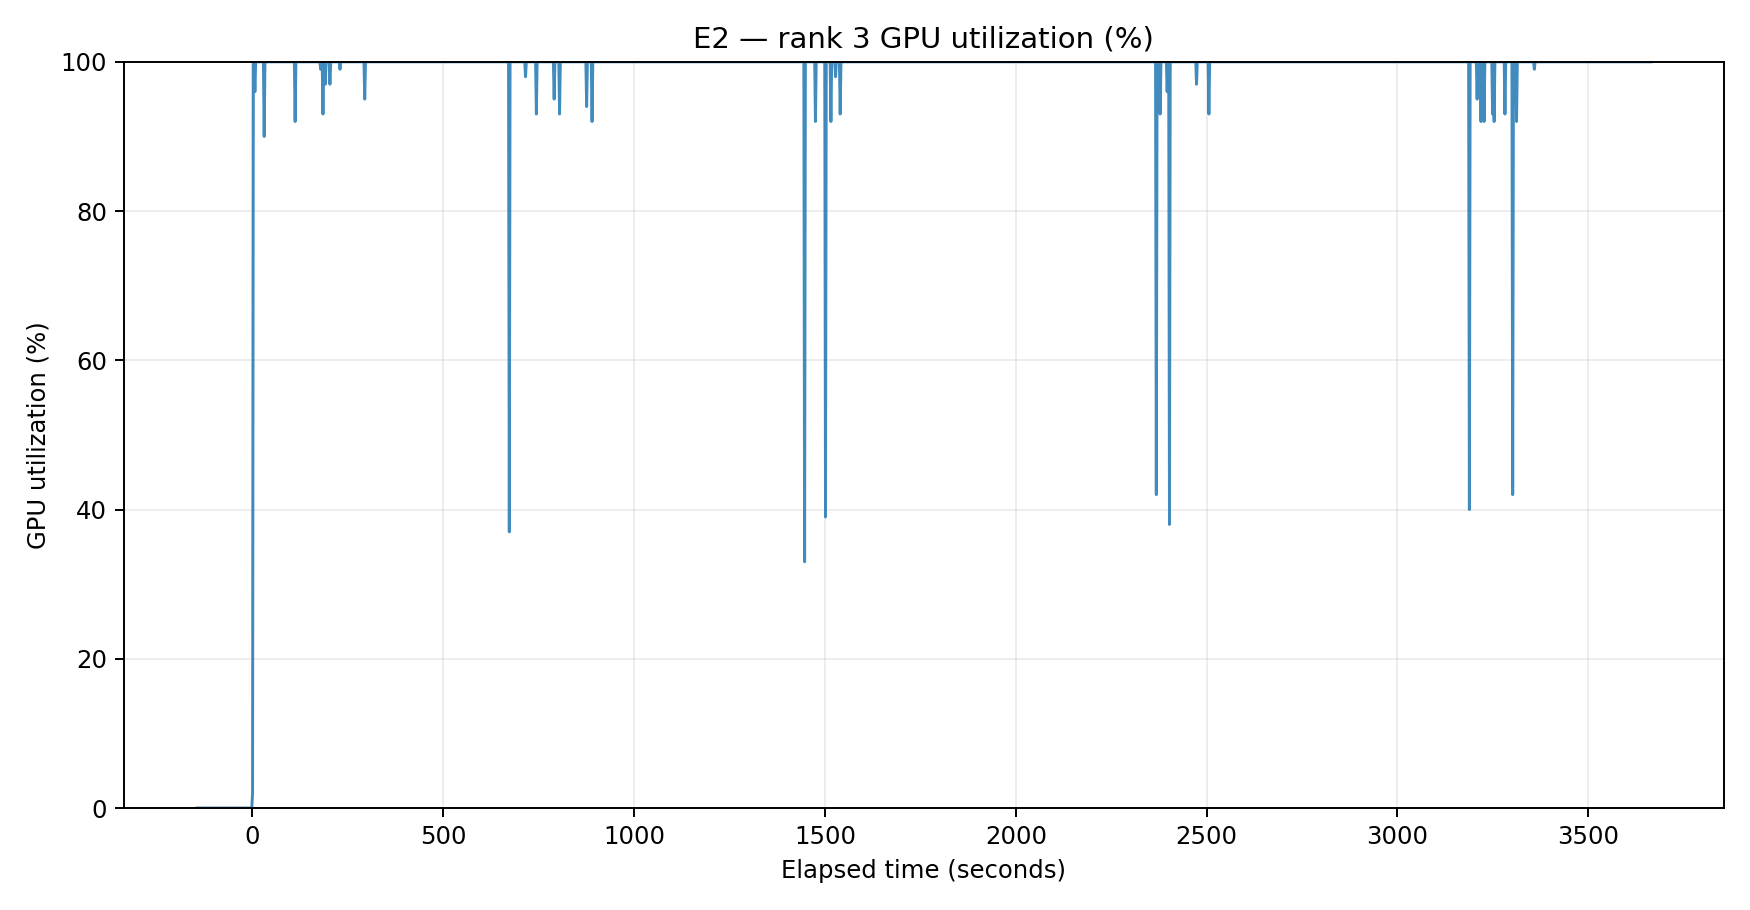 E2 — rank 3 GPU utilization (%)
GPU utilization (%)
100
80
60
40
20
0
0 500 1000 1500 2000 2500 3000 3500
Elapsed time (seconds)